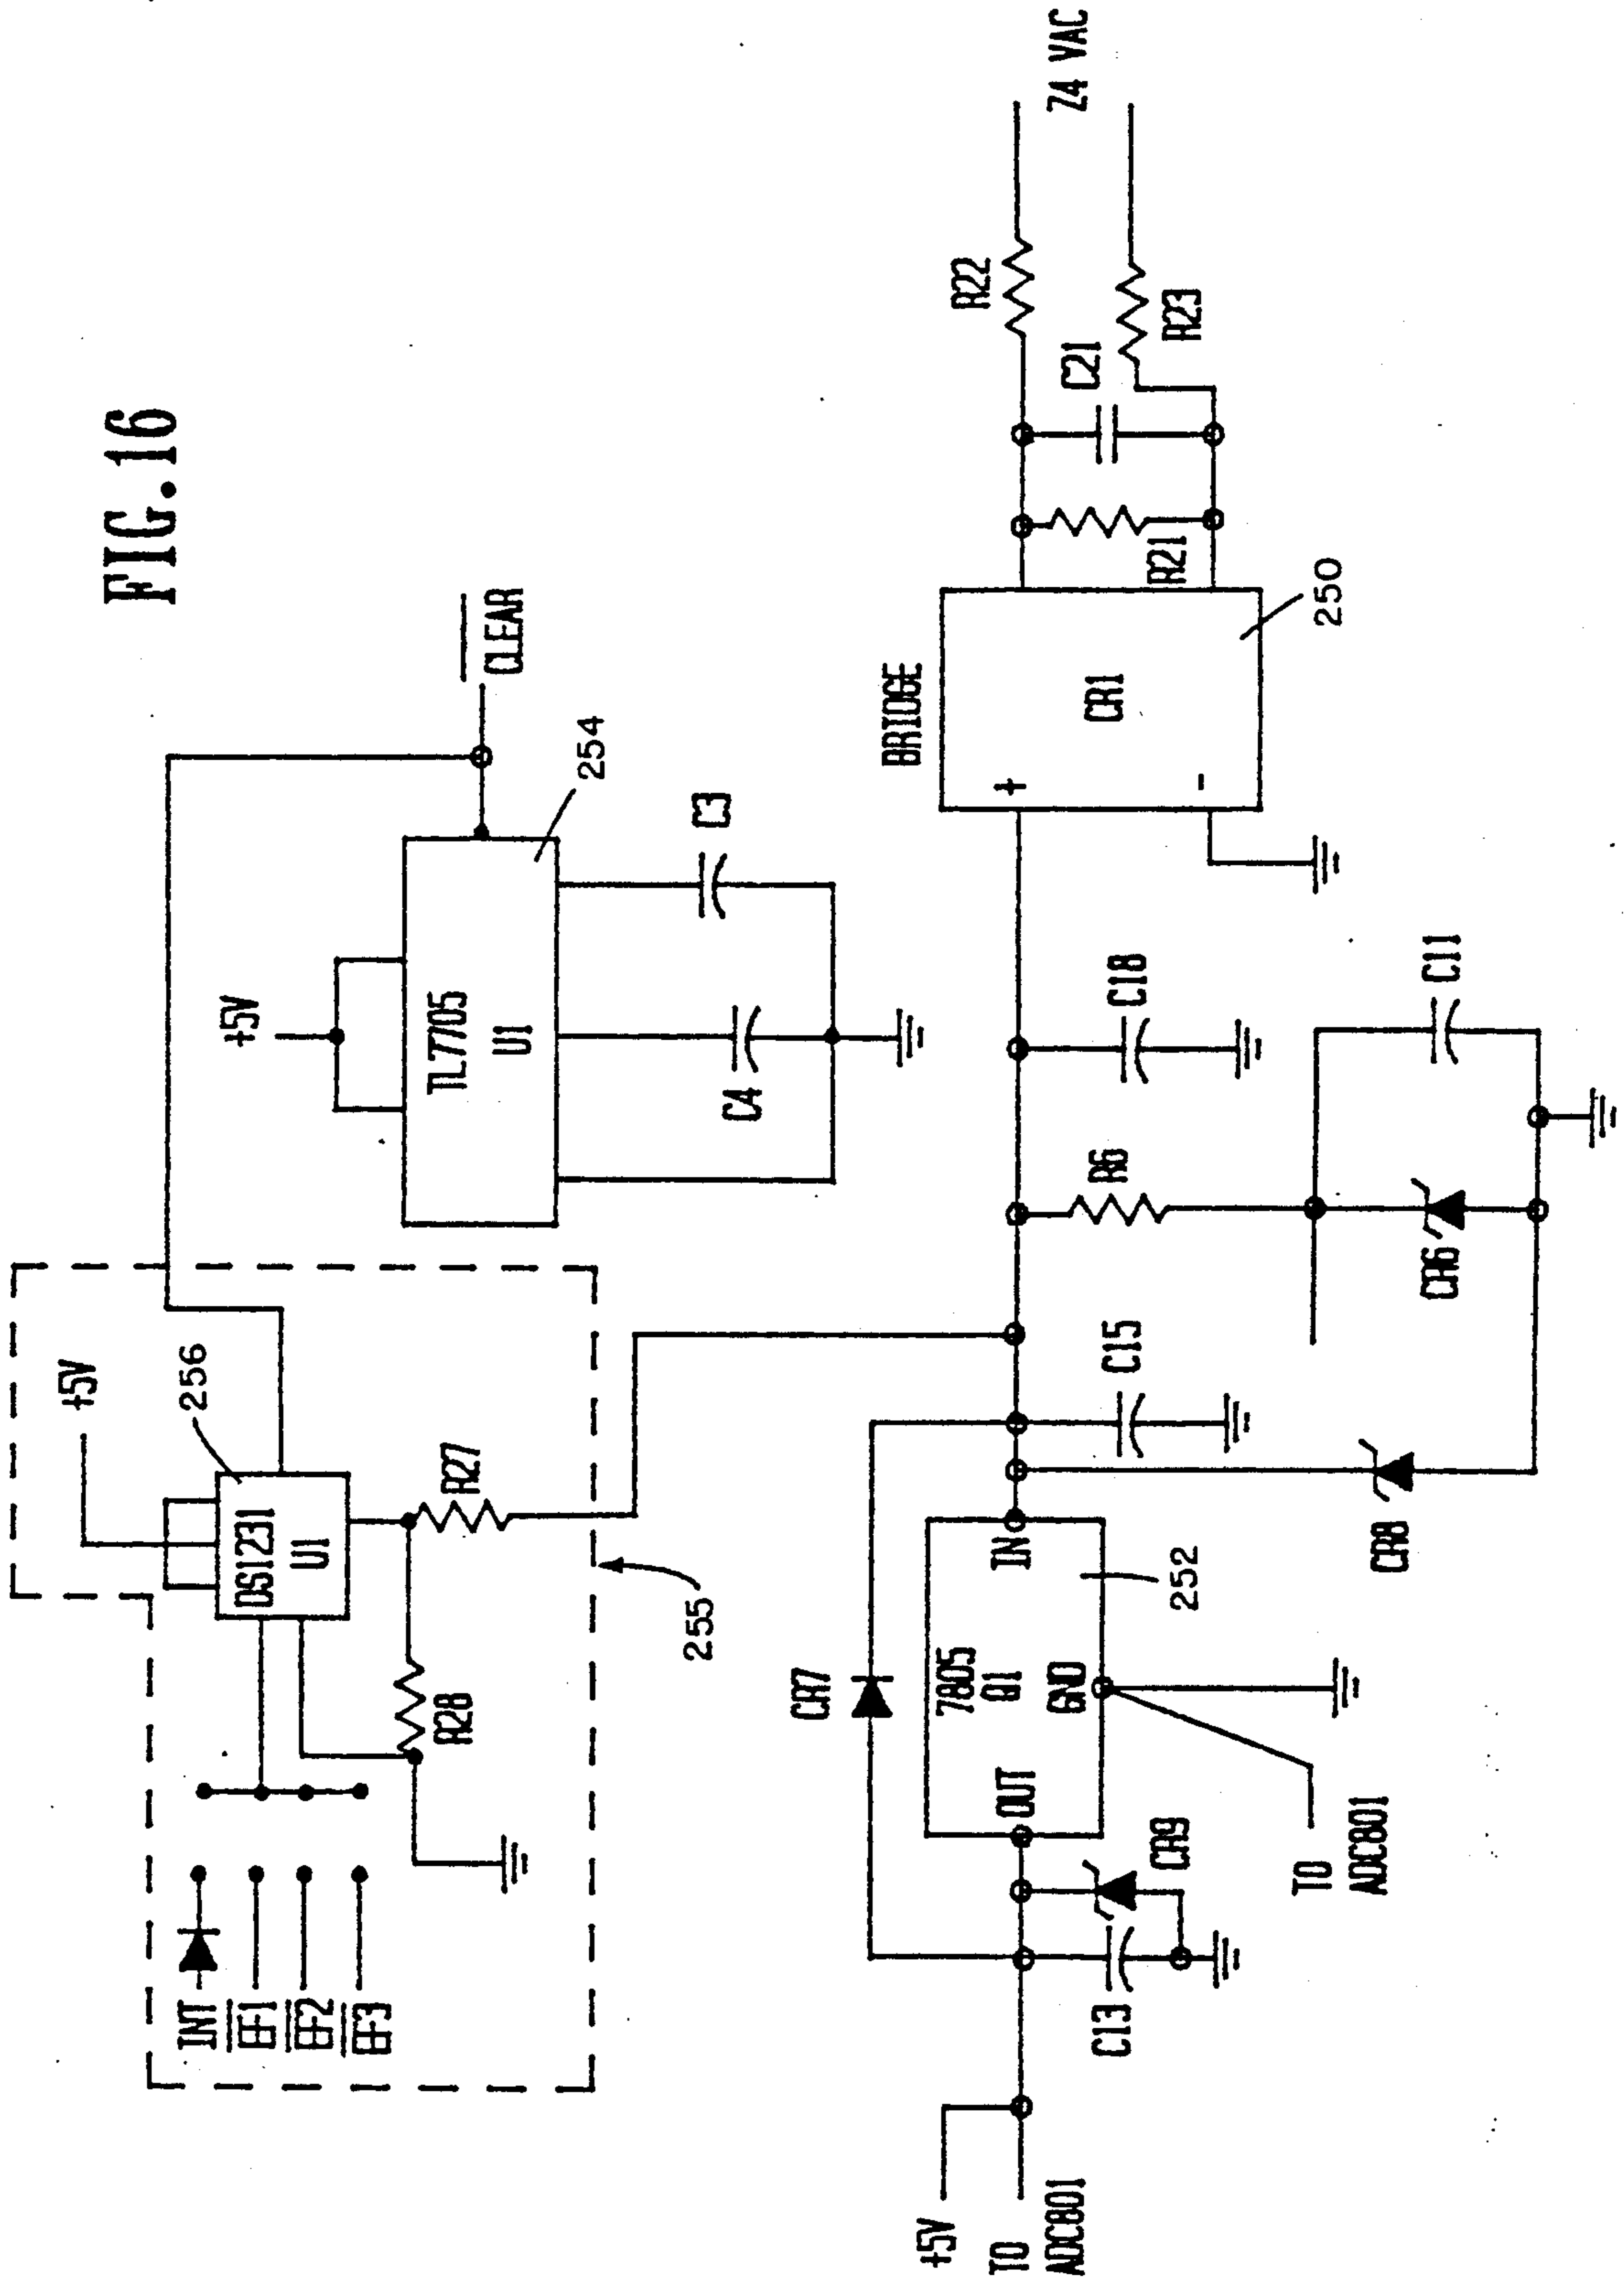 FIG.16
+5V
256
DS1231
U1
INT
EF1
EF2
EF3
R28
R27
255
+5V
TL7705
U1
254
CLEAR
C4
C3
+5V
TO
ADC801
C13
CR9
CR7
OUT
7805
Q1
GND
IN
252
TO
ADC801
CR8
C15
R6
CR6
C11
C18
BRIDGE
+
-
CR1
250
R21
C21
R22
R23
24 VAC